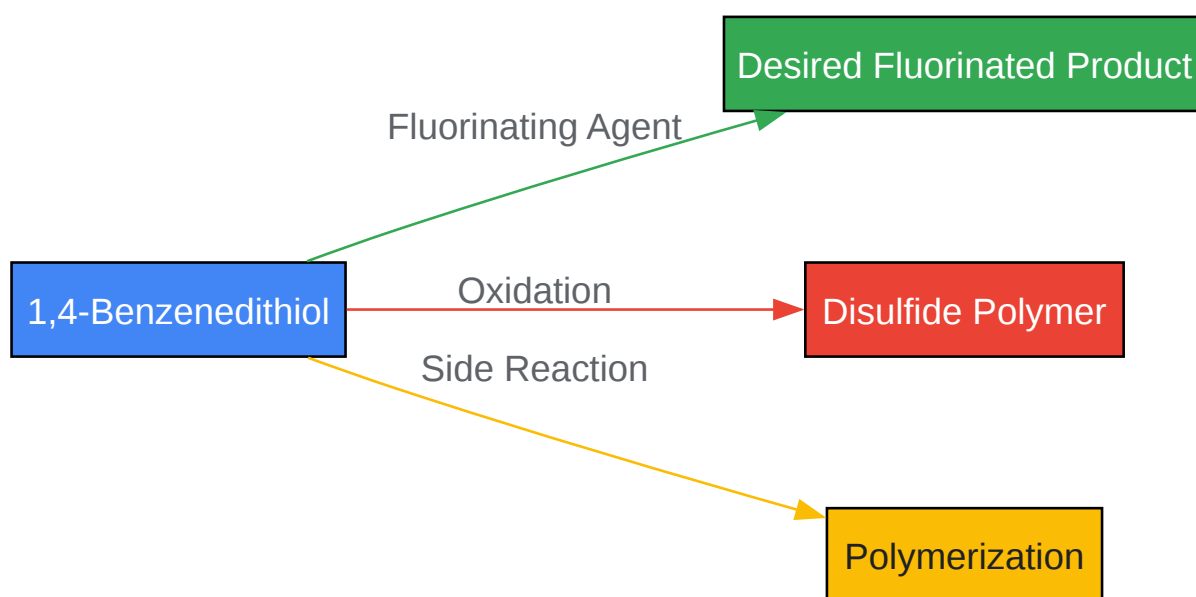 Desired Fluorinated Product
Fluorinating Agent
1,4-Benzenedithiol
Oxidation
Disulfide Polymer
Side Reaction
Polymerization